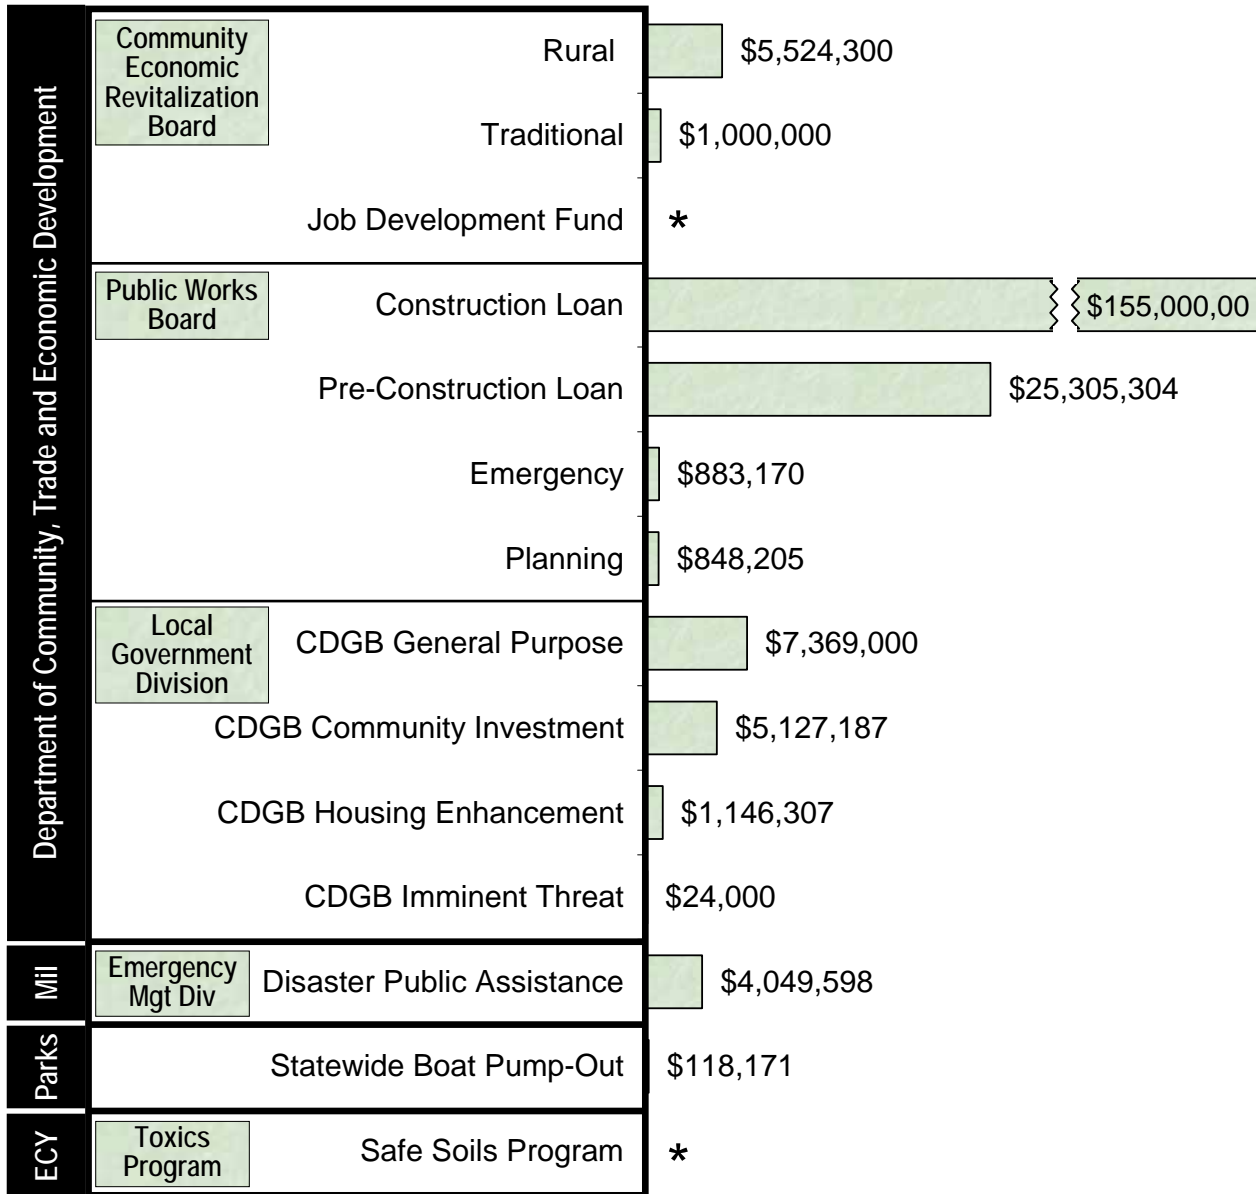 Department of Community, Trade and Economic Development
Community
Economic
Revitalization
Board
Rural $5,524,300
Traditional $1,000,000
Job Development Fund *
Public Works
Board
Construction Loan $155,000,00
Pre-Construction Loan $25,305,304
Emergency $883,170
Planning $848,205
Local
Government
Division
CDGB General Purpose $7,369,000
CDGB Community Investment $5,127,187
CDGB Housing Enhancement $1,146,307
CDGB Imminent Threat $24,000
Mil
Emergency
Mgt Div
Disaster Public Assistance $4,049,598
Parks
Statewide Boat Pump-Out $118,171
ECY
Toxics
Program
Safe Soils Program *